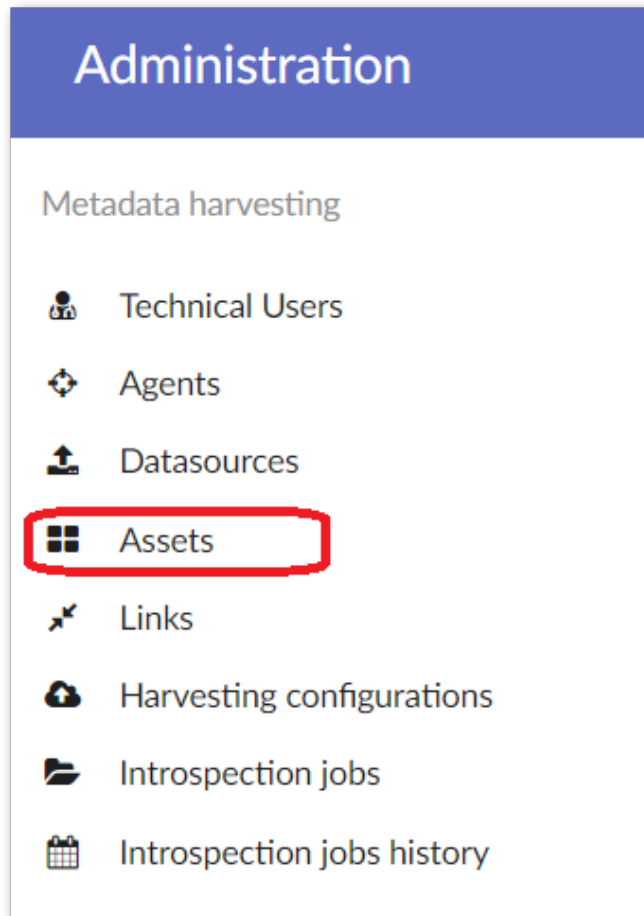 Administration
Metadata harvesting
Technical Users
Agents
Datasources
Assets
Links
Harvesting configurations
Introspection jobs
Introspection jobs history